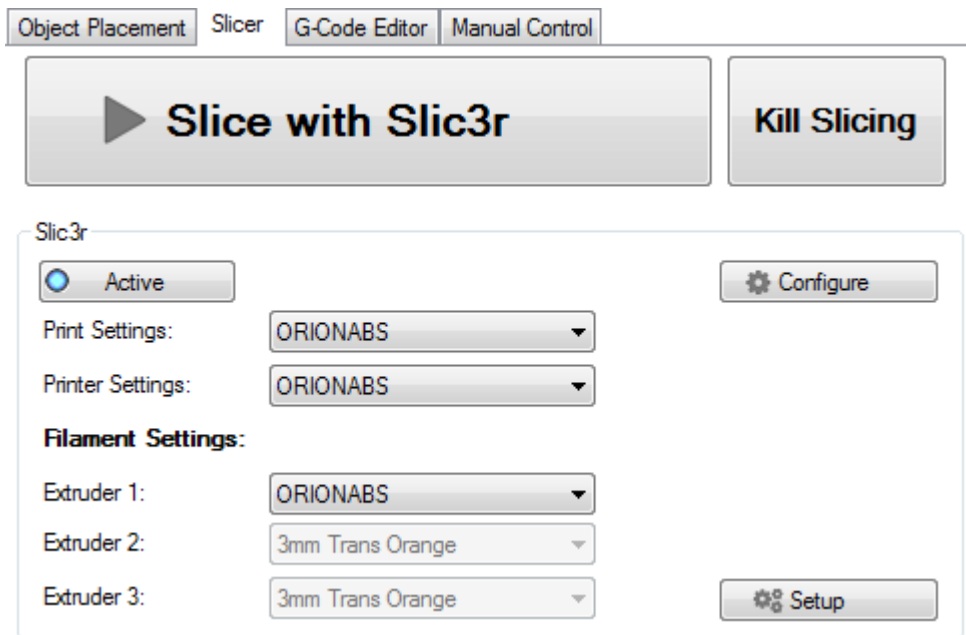 Object Placement Slicer G-Code Editor Manual Control
Slice with Slic3r Kill Slicing
Slic3r
Active Configure
Print Settings: ORIONABS
Printer Settings: ORIONABS
Filament Settings:
Extruder 1: ORIONABS
Extruder 2: 3mm Trans Orange
Extruder 3: 3mm Trans Orange Setup